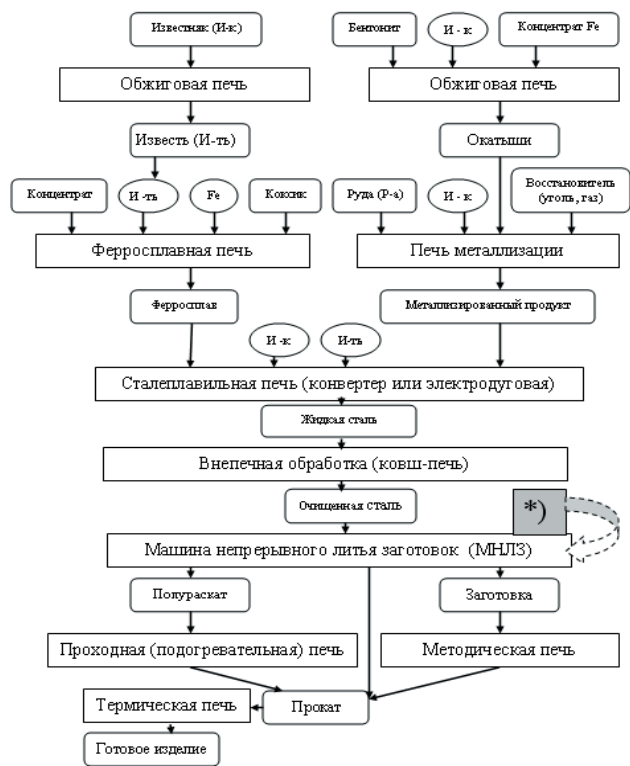 Известняк (И-к)
Бентонит
И - к
Концентрат Fe
Обжиговая печь
Обжиговая печь
Известь (И-ть)
Окатыши
Концентрат
И -ть
Fe
Коксик
Руда (Р-а)
И - к
Восстановитель
(уголь, газ)
Ферросплавная печь
Печь металлизации
Ферросплав
Металлизированный продукт
И -к
И-ть
Сталеплавильная печь (конвертер или электродуговая)
Жидкая сталь
Внепечная обработка (ковш-печь)
Очищенная сталь
*)
Машина непрерывного литья заготовок (МНЛЗ)
Полураскат
Заготовка
Проходная (подогревательная) печь
Методическая печь
Термическая печь
Прокат
Готовое изделие